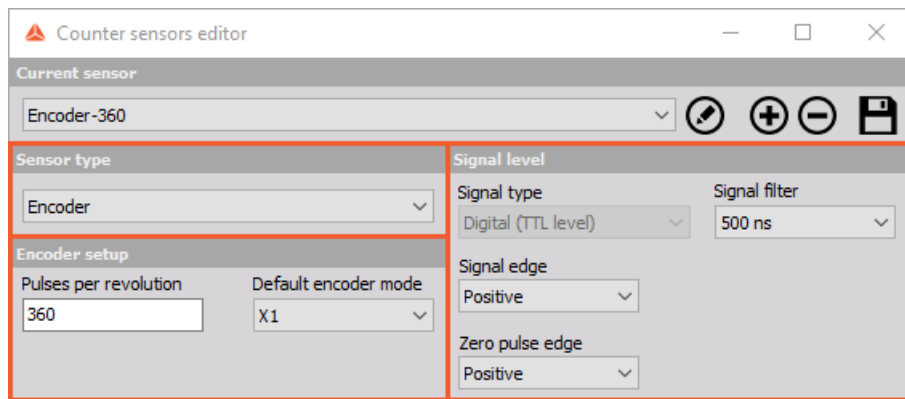 Counter sensors editor
Current sensor
Encoder-360
Sensor type
Encoder
Encoder setup
Pulses per revolution
Default encoder mode
360
X1
Signal level
Signal type
Signal filter
Digital (TTL level)
500 ns
Signal edge
Positive
Zero pulse edge
Positive